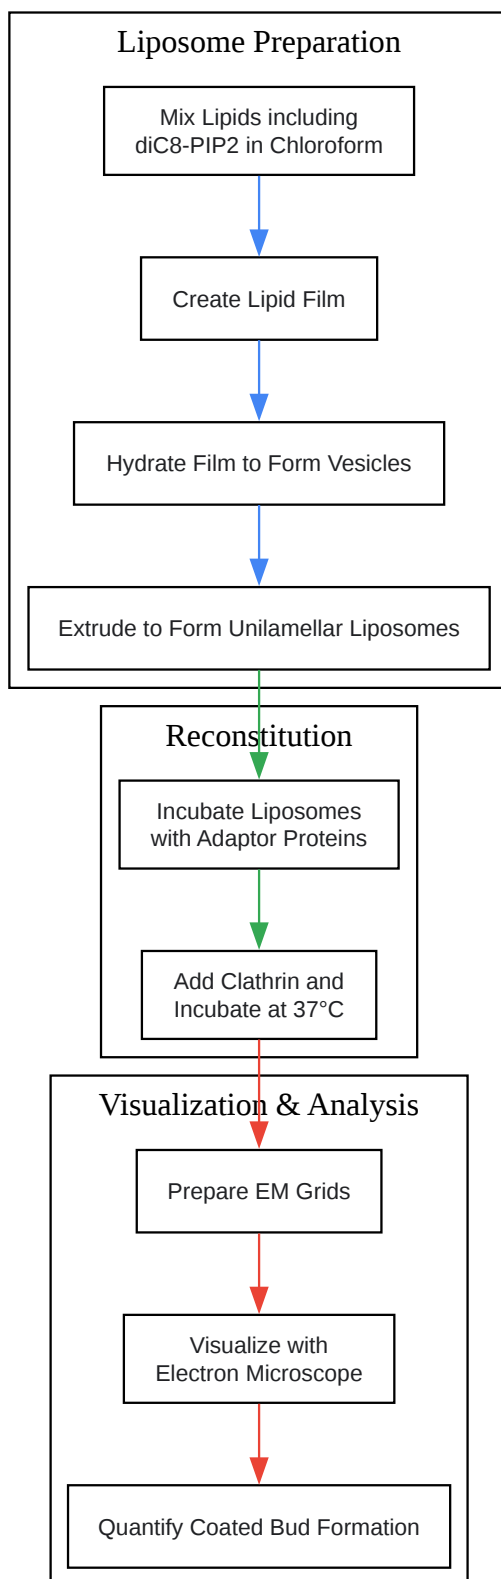 Liposome Preparation
Mix Lipids including
diC8-PIP2 in Chloroform
Create Lipid Film
Hydrate Film to Form Vesicles
Extrude to Form Unilamellar Liposomes
Reconstitution
Incubate Liposomes
with Adaptor Proteins
Add Clathrin and
Incubate at 37°C
Visualization & Analysis
Prepare EM Grids
Visualize with
Electron Microscope
Quantify Coated Bud Formation